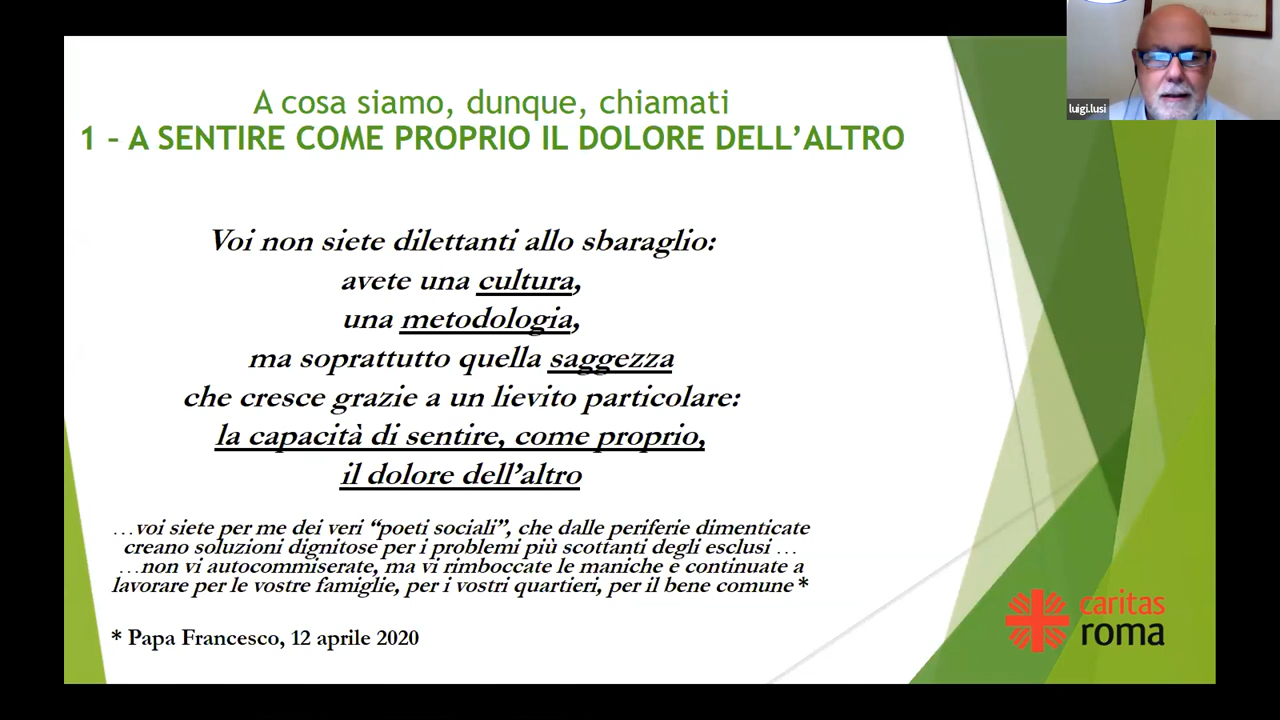 A cosa siamo, dunque, chiamati
1 – A SENTIRE COME PROPRIO IL DOLORE DELL’ALTRO
luigi.lusi
Voi non siete dilettanti allo sbaraglio:
avete una cultura,
una metodologia,
ma soprattutto quella saggezza
che cresce grazie a un lievito particolare:
la capacità di sentire, come proprio,
il dolore dell’altro
…voi siete per me dei veri “poeti sociali”, che dalle periferie dimenticate
creano soluzioni dignitose per i problemi più scottanti degli esclusi …
…non vi autocommiserate, ma vi rimboccate le maniche e continuate a
lavorare per le vostre famiglie, per i vostri quartieri, per il bene comune *
* Papa Francesco, 12 aprile 2020
caritas
roma